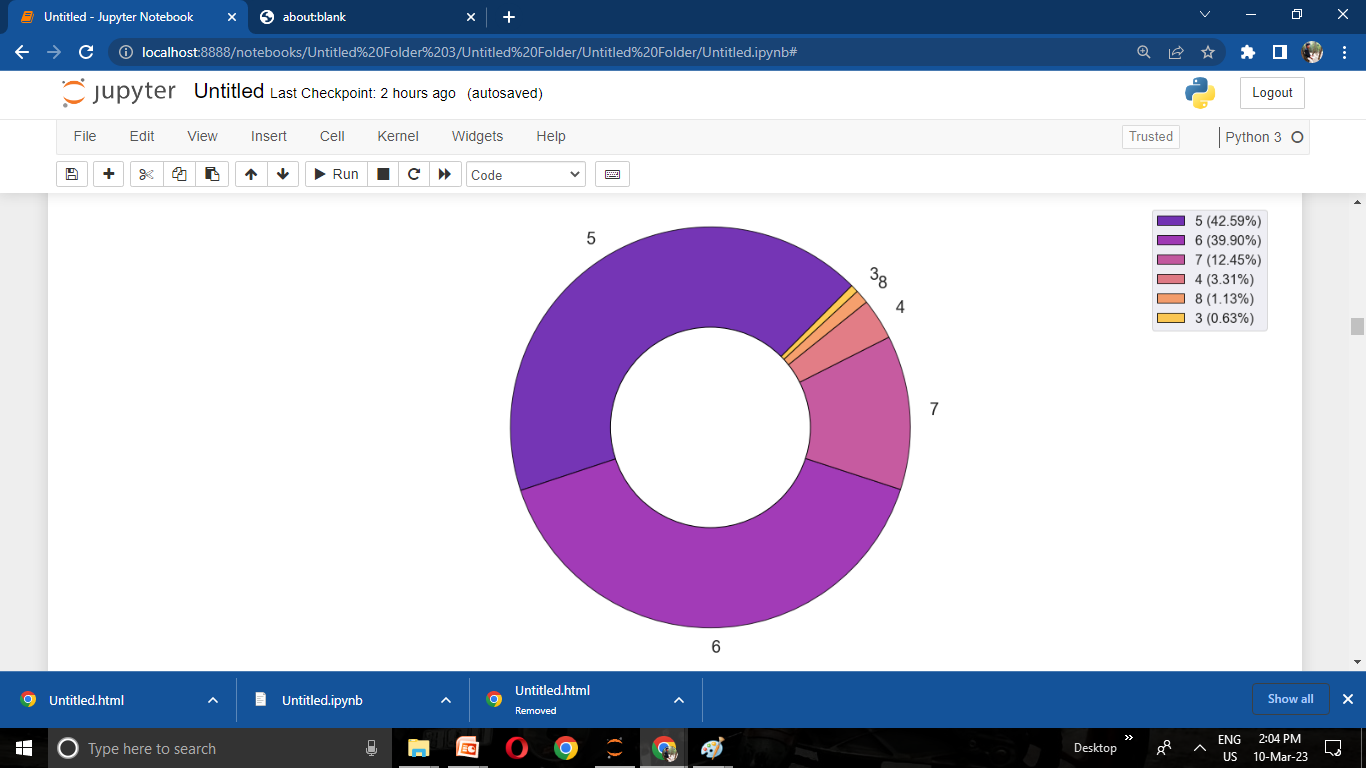 Untitled - Jupyter Notebook
about:blank
localhost:8888/notebooks/Untitled%20Folder%203/Untitled%20Folder/Untitled%20Folder/Untitled.ipynb#
jupyter Untitled Last Checkpoint: 2 hours ago (autosaved)
Logout
File Edit View Insert Cell Kernel Widgets Help
Trusted
Python 3
Run
Code
5 (42.59%)
6 (39.90%)
7 (12.45%)
4 (3.31%)
8 (1.13%)
3 (0.63%)
5
3
8
4
7
6
Untitled.html
Untitled.ipynb
Untitled.html
Removed
Show all
Type here to search
Desktop
ENG
US
2:04 PM
10-Mar-23